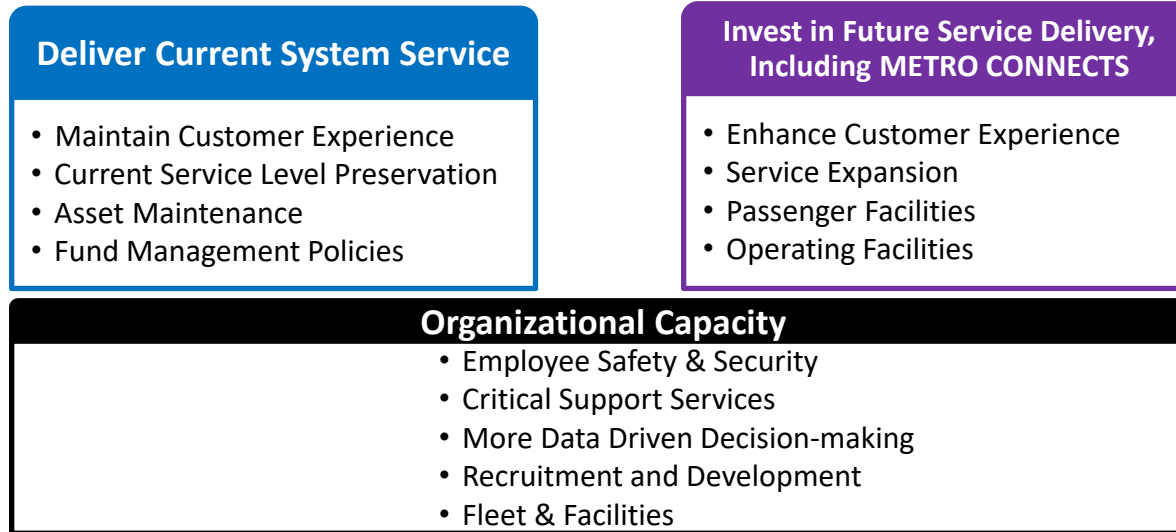 Deliver Current System Service
• Maintain Customer Experience
• Current Service Level Preservation
• Asset Maintenance
• Fund Management Policies
Invest in Future Service Delivery,
Including METRO CONNECTS
• Enhance Customer Experience
• Service Expansion
• Passenger Facilities
• Operating Facilities
Organizational Capacity
• Employee Safety & Security
• Critical Support Services
• More Data Driven Decision-making
• Recruitment and Development
• Fleet & Facilities